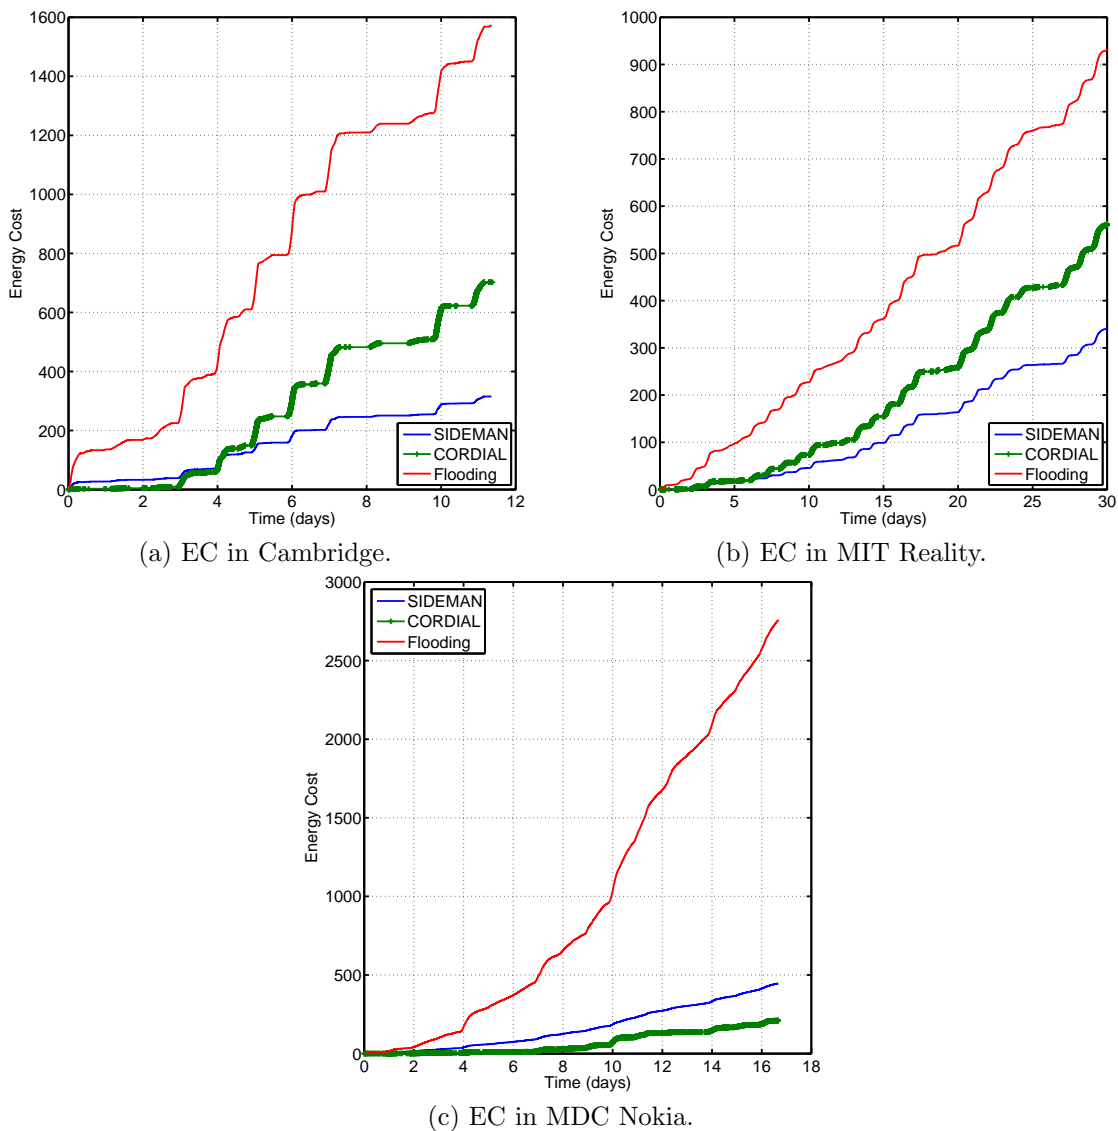 1600
1400
1200
1000
800
600
400
200
0
Energy Cost
0 2 4 6 8 10 12
Time (days)
SIDEMAN
CORDIAL
Flooding
(a) EC in Cambridge.
1000
900
800
700
600
500
400
300
200
100
0
Energy Cost
0 5 10 15 20 25 30
Time (days)
SIDEMAN
CORDIAL
Flooding
(b) EC in MIT Reality.
3000
2500
2000
1500
1000
500
0
Energy Cost
SIDEMAN
CORDIAL
Flooding
0 2 4 6 8 10 12 14 16 18
Time (days)
(c) EC in MDC Nokia.